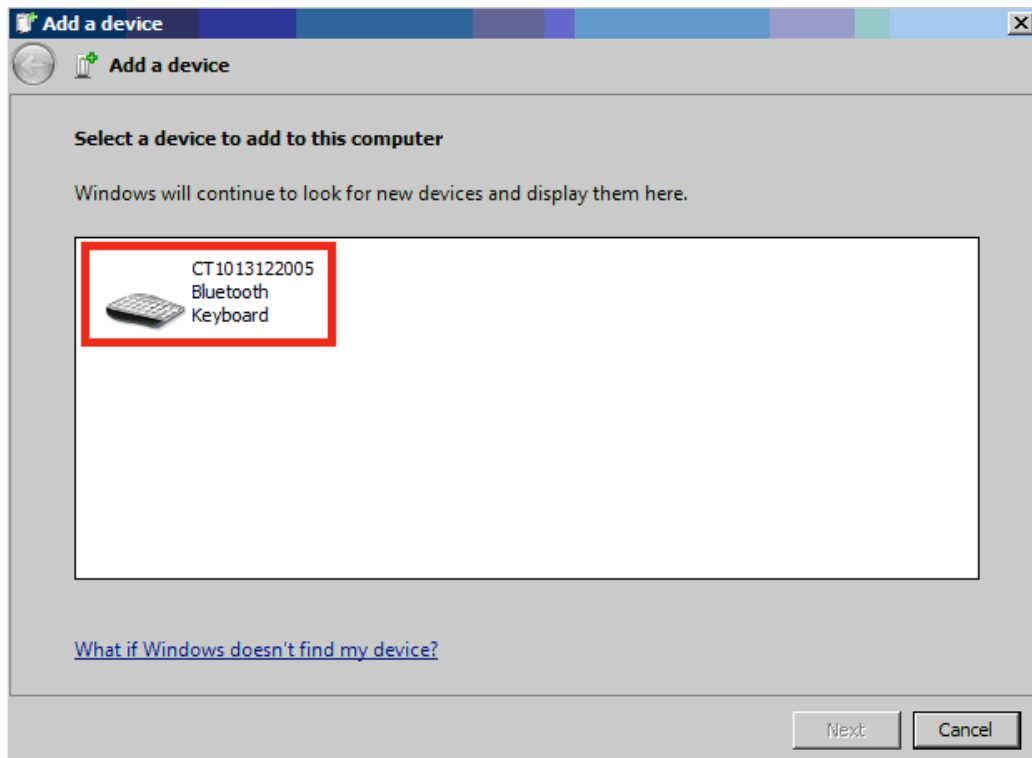 Add a device
Add a device
Select a device to add to this computer
Windows will continue to look for new devices and display them here.
CT1013122005
Bluetooth
Keyboard
What if Windows doesn't find my device?
Next
Cancel